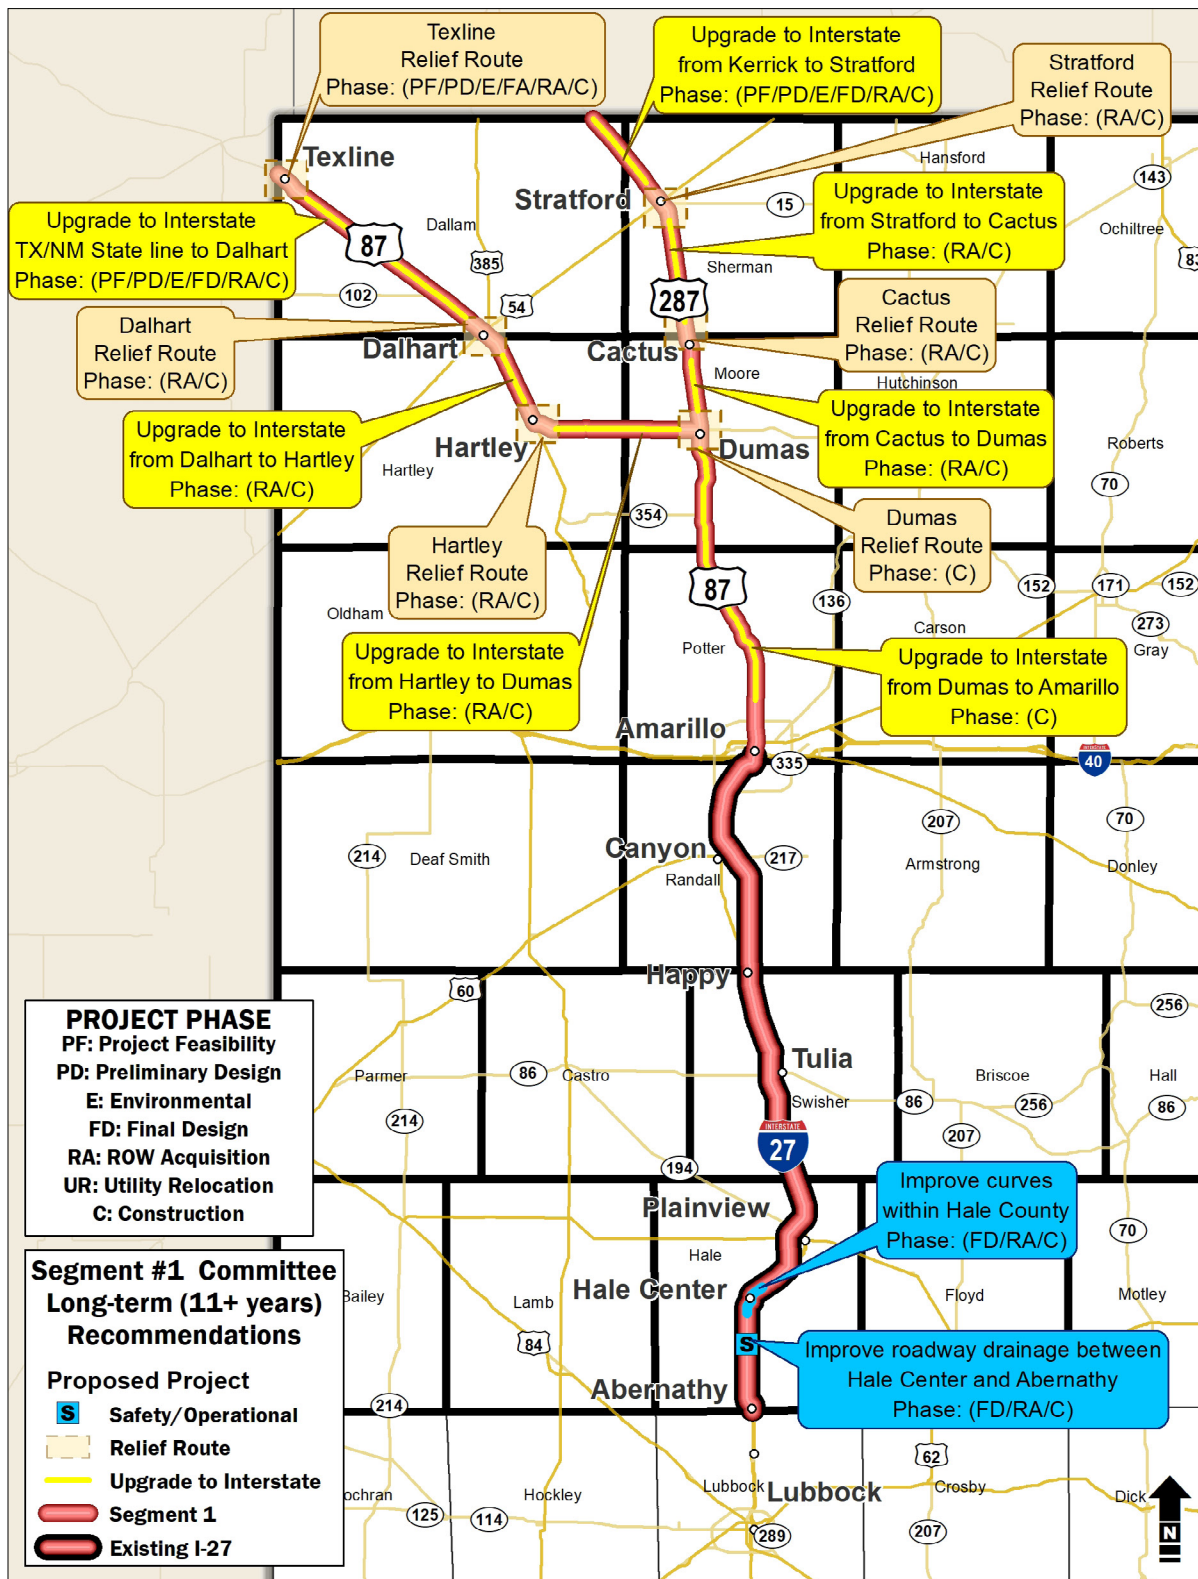 Texline
Relief Route
Phase: (PF/PD/E/FA/RA/C)
Upgrade to Interstate
from Kerrick to Stratford
Phase: (PF/PD/E/FD/RA/C)
Stratford
Relief Route
Phase: (RA/C)
Texline
Hansford
143
Stratford
15
Upgrade to Interstate
from Stratford to Cactus
Phase: (RA/C)
Upgrade to Interstate
TX/NM State line to Dalhart
Phase: (PF/PD/E/FD/RA/C)
87
Dallam
385
Sherman
Ochiltree
83
102
54
287
Cactus
Relief Route
Phase: (RA/C)
Dalhart
Relief Route
Phase: (RA/C)
Dalhart
Cactus
Moore
Hutchinson
Upgrade to Interstate
from Dalhart to Hartley
Phase: (RA/C)
Hartley
Dumas
Upgrade to Interstate
from Cactus to Dumas
Phase: (RA/C)
Roberts
Hartley
70
354
Hartley
Relief Route
Phase: (RA/C)
Dumas
Relief Route
Phase: (C)
87
136
152
171
152
Oldham
Carson
273
Gray
Potter
Upgrade to Interstate
from Hartley to Dumas
Phase: (RA/C)
Upgrade to Interstate
from Dumas to Amarillo
Phase: (C)
Amarillo
335
INTERSTATE
40
207
70
214
Deaf Smith
Canyon
217
Randall
Armstrong
Donley
Happy
60
256
PROJECT PHASE
PF: Project Feasibility
PD: Preliminary Design
E: Environmental
FD: Final Design
RA: ROW Acquisition
UR: Utility Relocation
C: Construction
Tulia
Parmer
86
Castro
Briscoe
Hall
Swisher
86
256
86
214
207
INTERSTATE
27
194
Improve curves
within Hale County
Phase: (FD/RA/C)
Plainview
70
Hale
Segment #1 Committee
Long-term (11+ years)
Recommendations
Bailey
Lamb
Hale Center
Floyd
Motley
84
S
Improve roadway drainage between
Hale Center and Abernathy
Phase: (FD/RA/C)
Abernathy
214
Proposed Project
S
Safety/Operational
Relief Route
Upgrade to Interstate
Segment 1
Existing I-27
62
ochran
Hockley
Lubbock
Lubbock
Crosby
Dick
125
114
289
207
N